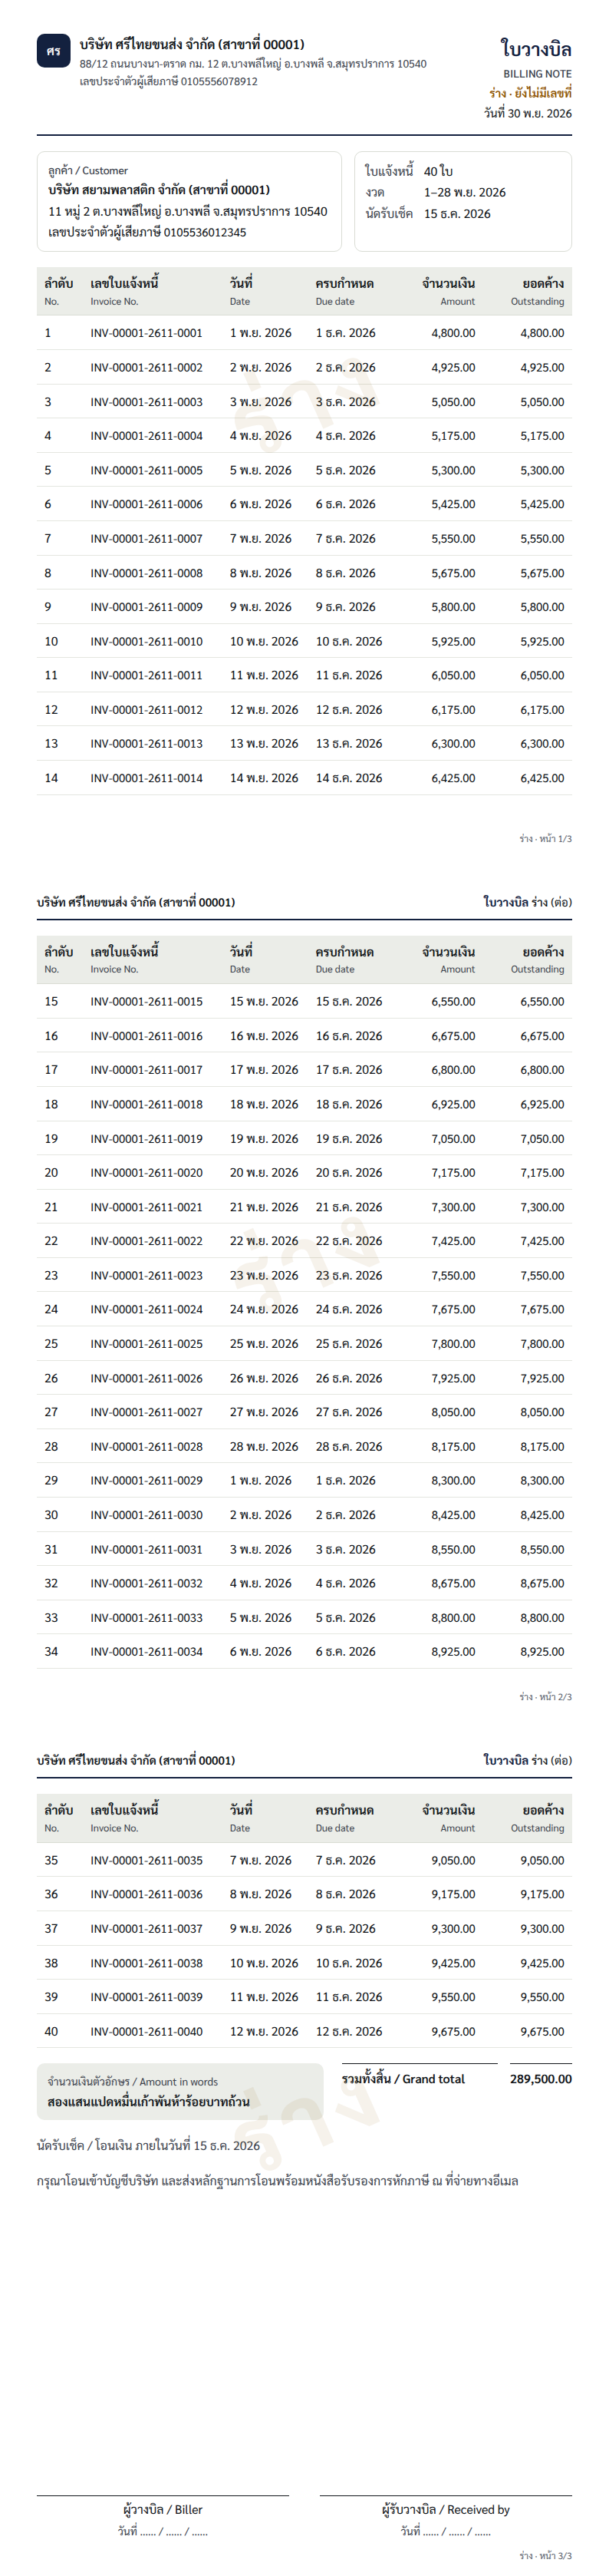 ศร
บริษัท ศรีไทยขนส่ง จำกัด (สาขาที่ 00001)
88/12 ถนนบางนา-ตราด กม. 12 ต.บางพลีใหญ่ อ.บางพลี จ.สมุทรปราการ 10540
เลขประจำตัวผู้เสียภาษี 0105556078912
ใบวางบิล
BILLING NOTE
ร่าง · ยังไม่มีเลขที่
วันที่ 30 พ.ย. 2026
ลูกค้า / Customer
บริษัท สยามพลาสติก จำกัด (สาขาที่ 00001)
11 หมู่ 2 ต.บางพลีใหญ่ อ.บางพลี จ.สมุทรปราการ 10540
เลขประจำตัวผู้เสียภาษี 0105536012345
ใบแจ้งหนี้ 40 ใบ
งวด 1–28 พ.ย. 2026
นัดรับเช็ค 15 ธ.ค. 2026
ลำดับ เลขใบแจ้งหนี้ วันที่ ครบกำหนด จำนวนเงิน ยอดค้าง
No. Invoice No. Date Due date Amount Outstanding
1 INV-00001-2611-0001 1 พ.ย. 2026 1 ธ.ค. 2026 4,800.00 4,800.00
2 INV-00001-2611-0002 2 พ.ย. 2026 2 ธ.ค. 2026 4,925.00 4,925.00
3 INV-00001-2611-0003 3 พ.ย. 2026 3 ธ.ค. 2026 5,050.00 5,050.00
4 INV-00001-2611-0004 4 พ.ย. 2026 4 ธ.ค. 2026 5,175.00 5,175.00
5 INV-00001-2611-0005 5 พ.ย. 2026 5 ธ.ค. 2026 5,300.00 5,300.00
6 INV-00001-2611-0006 6 พ.ย. 2026 6 ธ.ค. 2026 5,425.00 5,425.00
7 INV-00001-2611-0007 7 พ.ย. 2026 7 ธ.ค. 2026 5,550.00 5,550.00
8 INV-00001-2611-0008 8 พ.ย. 2026 8 ธ.ค. 2026 5,675.00 5,675.00
9 INV-00001-2611-0009 9 พ.ย. 2026 9 ธ.ค. 2026 5,800.00 5,800.00
10 INV-00001-2611-0010 10 พ.ย. 2026 10 ธ.ค. 2026 5,925.00 5,925.00
11 INV-00001-2611-0011 11 พ.ย. 2026 11 ธ.ค. 2026 6,050.00 6,050.00
12 INV-00001-2611-0012 12 พ.ย. 2026 12 ธ.ค. 2026 6,175.00 6,175.00
13 INV-00001-2611-0013 13 พ.ย. 2026 13 ธ.ค. 2026 6,300.00 6,300.00
14 INV-00001-2611-0014 14 พ.ย. 2026 14 ธ.ค. 2026 6,425.00 6,425.00
ร่าง
ร่าง · หน้า 1/3
บริษัท ศรีไทยขนส่ง จำกัด (สาขาที่ 00001) ใบวางบิล ร่าง (ต่อ)
ลำดับ เลขใบแจ้งหนี้ วันที่ ครบกำหนด จำนวนเงิน ยอดค้าง
No. Invoice No. Date Due date Amount Outstanding
15 INV-00001-2611-0015 15 พ.ย. 2026 15 ธ.ค. 2026 6,550.00 6,550.00
16 INV-00001-2611-0016 16 พ.ย. 2026 16 ธ.ค. 2026 6,675.00 6,675.00
17 INV-00001-2611-0017 17 พ.ย. 2026 17 ธ.ค. 2026 6,800.00 6,800.00
18 INV-00001-2611-0018 18 พ.ย. 2026 18 ธ.ค. 2026 6,925.00 6,925.00
19 INV-00001-2611-0019 19 พ.ย. 2026 19 ธ.ค. 2026 7,050.00 7,050.00
20 INV-00001-2611-0020 20 พ.ย. 2026 20 ธ.ค. 2026 7,175.00 7,175.00
21 INV-00001-2611-0021 21 พ.ย. 2026 21 ธ.ค. 2026 7,300.00 7,300.00
22 INV-00001-2611-0022 22 พ.ย. 2026 22 ธ.ค. 2026 7,425.00 7,425.00
23 INV-00001-2611-0023 23 พ.ย. 2026 23 ธ.ค. 2026 7,550.00 7,550.00
24 INV-00001-2611-0024 24 พ.ย. 2026 24 ธ.ค. 2026 7,675.00 7,675.00
25 INV-00001-2611-0025 25 พ.ย. 2026 25 ธ.ค. 2026 7,800.00 7,800.00
26 INV-00001-2611-0026 26 พ.ย. 2026 26 ธ.ค. 2026 7,925.00 7,925.00
27 INV-00001-2611-0027 27 พ.ย. 2026 27 ธ.ค. 2026 8,050.00 8,050.00
28 INV-00001-2611-0028 28 พ.ย. 2026 28 ธ.ค. 2026 8,175.00 8,175.00
29 INV-00001-2611-0029 1 พ.ย. 2026 1 ธ.ค. 2026 8,300.00 8,300.00
30 INV-00001-2611-0030 2 พ.ย. 2026 2 ธ.ค. 2026 8,425.00 8,425.00
31 INV-00001-2611-0031 3 พ.ย. 2026 3 ธ.ค. 2026 8,550.00 8,550.00
32 INV-00001-2611-0032 4 พ.ย. 2026 4 ธ.ค. 2026 8,675.00 8,675.00
33 INV-00001-2611-0033 5 พ.ย. 2026 5 ธ.ค. 2026 8,800.00 8,800.00
34 INV-00001-2611-0034 6 พ.ย. 2026 6 ธ.ค. 2026 8,925.00 8,925.00
ร่าง
ร่าง · หน้า 2/3
บริษัท ศรีไทยขนส่ง จำกัด (สาขาที่ 00001) ใบวางบิล ร่าง (ต่อ)
ลำดับ เลขใบแจ้งหนี้ วันที่ ครบกำหนด จำนวนเงิน ยอดค้าง
No. Invoice No. Date Due date Amount Outstanding
35 INV-00001-2611-0035 7 พ.ย. 2026 7 ธ.ค. 2026 9,050.00 9,050.00
36 INV-00001-2611-0036 8 พ.ย. 2026 8 ธ.ค. 2026 9,175.00 9,175.00
37 INV-00001-2611-0037 9 พ.ย. 2026 9 ธ.ค. 2026 9,300.00 9,300.00
38 INV-00001-2611-0038 10 พ.ย. 2026 10 ธ.ค. 2026 9,425.00 9,425.00
39 INV-00001-2611-0039 11 พ.ย. 2026 11 ธ.ค. 2026 9,550.00 9,550.00
40 INV-00001-2611-0040 12 พ.ย. 2026 12 ธ.ค. 2026 9,675.00 9,675.00
จำนวนเงินตัวอักษร / Amount in words
สองแสนแปดหมื่นเก้าพันห้าร้อยบาทถ้วน
รวมทั้งสิ้น / Grand total 289,500.00
ร่าง
นัดรับเช็ค / โอนเงิน ภายในวันที่ 15 ธ.ค. 2026
กรุณาโอนเข้าบัญชีบริษัท และส่งหลักฐานการโอนพร้อมหนังสือรับรองการหักภาษี ณ ที่จ่ายทางอีเมล
ผู้วางบิล / Biller
วันที่ ...... / ...... / ......
ผู้รับวางบิล / Received by
วันที่ ...... / ...... / ......
ร่าง · หน้า 3/3